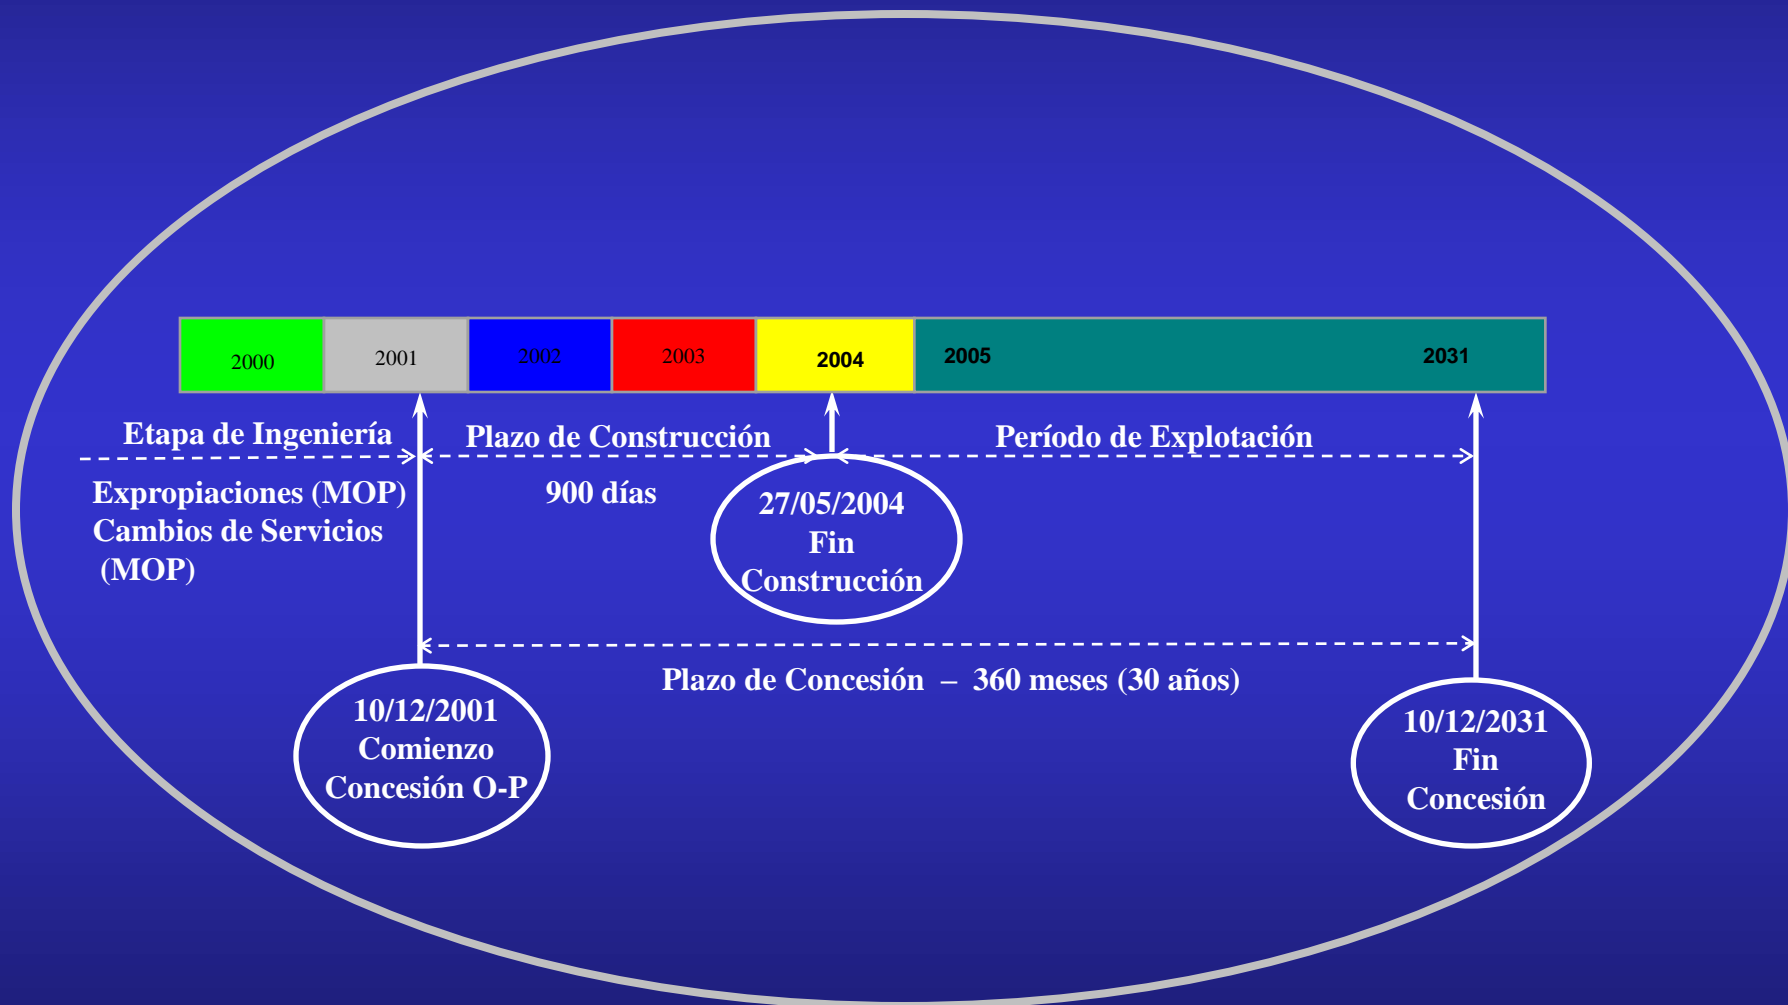 2000
2001
2002
2003
2004
2005
2031
Etapa de Ingeniería
Plazo de Construcción
Período de Explotación
Expropiaciones (MOP)
Cambios de Servicios
(MOP)
900 días
27/05/2004
Fin
Construcción
Plazo de Concesión – 360 meses (30 años)
10/12/2001
Comienzo
Concesión O-P
10/12/2031
Fin
Concesión